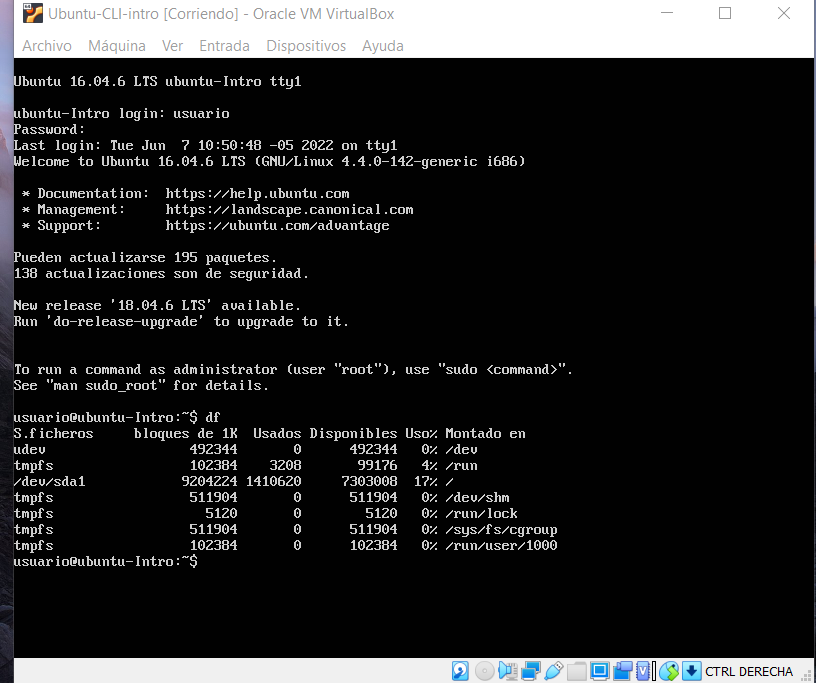 Ubuntu-CLI-intro [Corriendo] - Oracle VM VirtualBox
Archivo Máquina Ver Entrada Dispositivos Ayuda
Ubuntu 16.04.6 LTS ubuntu-Intro tty1
ubuntu-Intro login: usuario
Password:
Last login: Tue Jun  7 10:50:48 -05 2022 on tty1
Welcome to Ubuntu 16.04.6 LTS (GNU/Linux 4.4.0-142-generic i686)
* Documentation:  https://help.ubuntu.com
* Management:     https://landscape.canonical.com
* Support:        https://ubuntu.com/advantage
Pueden actualizarse 195 paquetes.
138 actualizaciones son de seguridad.
New release '18.04.6 LTS' available.
Run 'do-release-upgrade' to upgrade to it.
To run a command as administrator (user "root"), use "sudo <command>".
See "man sudo_root" for details.
usuario@ubuntu-Intro:~$ df
S.ficheros     bloques de 1K  Usados Disponibles Uso% Montado en
udev                  492344       0      492344   0% /dev
tmpfs                 102384    3208       99176   4% /run
/dev/sda1            9204224 1410620     7303008  17% /
tmpfs                 511904       0      511904   0% /dev/shm
tmpfs                   5120       0        5120   0% /run/lock
tmpfs                 511904       0      511904   0% /sys/fs/cgroup
tmpfs                 102384       0      102384   0% /run/user/1000
usuario@ubuntu-Intro:~$
CTRL DERECHA